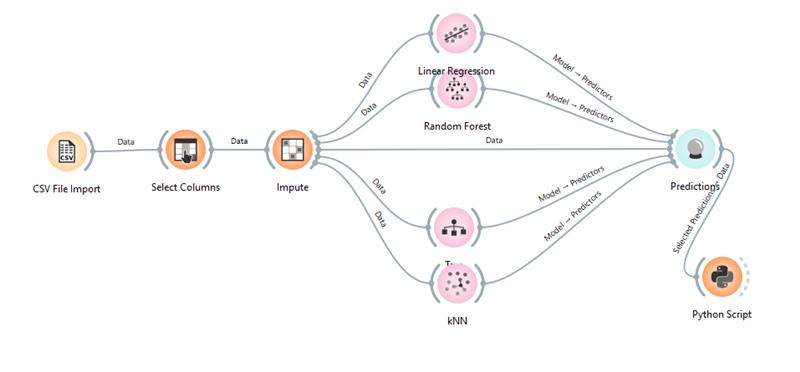 CSV
CSV File Import
Data
Select Columns
Data
Impute
Data
Data
Data
Data
Data
Linear Regression
Random Forest
kNN
Model → Predictors
Model → Predictors
Model → Predictors
Model → Predictors
Predictions
Selected Predictions → Data
Python Script